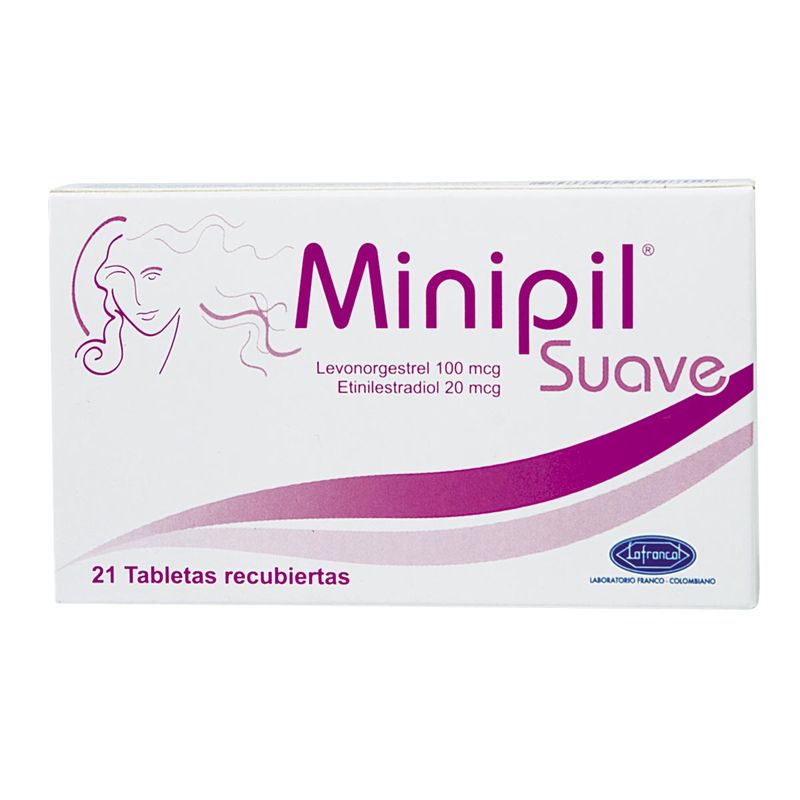 Minipil®
Suave
Levonorgestrel 100 mcg
Etinilestradiol 20 mcg
21 Tabletas recubiertas
Lafrancol
LABORATORIO FRANCO - COLOMBIANO